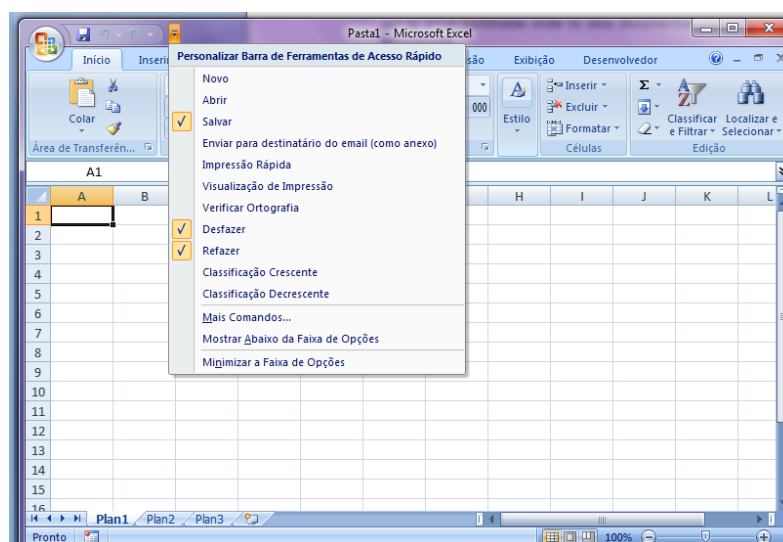 Pasta1 - Microsoft Excel
Início Inseri são Exibição Desenvolvedor
Personalizar Barra de Ferramentas de Acesso Rápido
Novo
Abrir
Salvar
Enviar para destinatário do email (como anexo)
Impressão Rápida
Visualização de Impressão
Verificar Ortografia
Desfazer
Refazer
Classificação Crescente
Classificação Decrescente
Mais Comandos...
Mostrar Abaixo da Faixa de Opções
Minimizar a Faixa de Opções
Colar
Área de Transferên...
000
Estilo
Inserir
Excluir
Formatar
Células
Σ
Classificar e Filtrar
Localizar e Selecionar
Edição
A1
A B H I J K L
1
2
3
4
5
6
7
8
9
10
11
12
13
14
15
16
Plan1 Plan2 Plan3
Pronto 100%